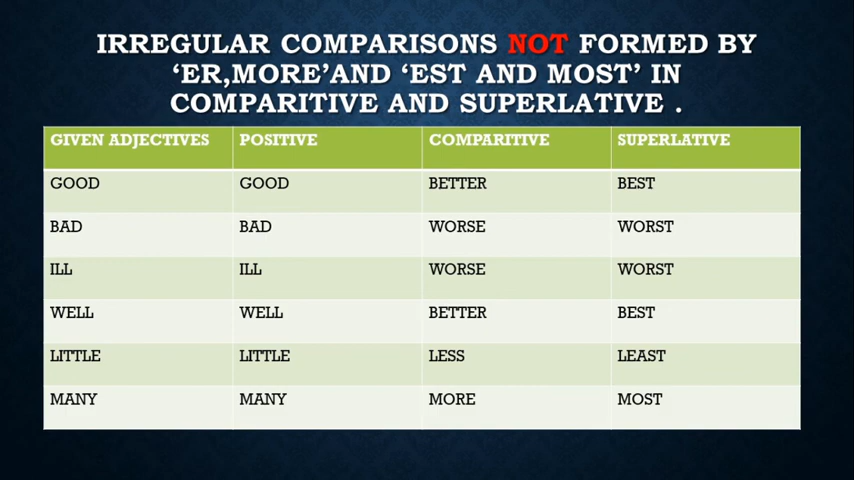 IRREGULAR COMPARISONS NOT FORMED BY
‘ER,MORE’AND ‘EST AND MOST’ IN
COMPARITIVE AND SUPERLATIVE .
GIVEN ADJECTIVES POSITIVE COMPARITIVE SUPERLATIVE
GOOD GOOD BETTER BEST
BAD BAD WORSE WORST
ILL ILL WORSE WORST
WELL WELL BETTER BEST
LITTLE LITTLE LESS LEAST
MANY MANY MORE MOST